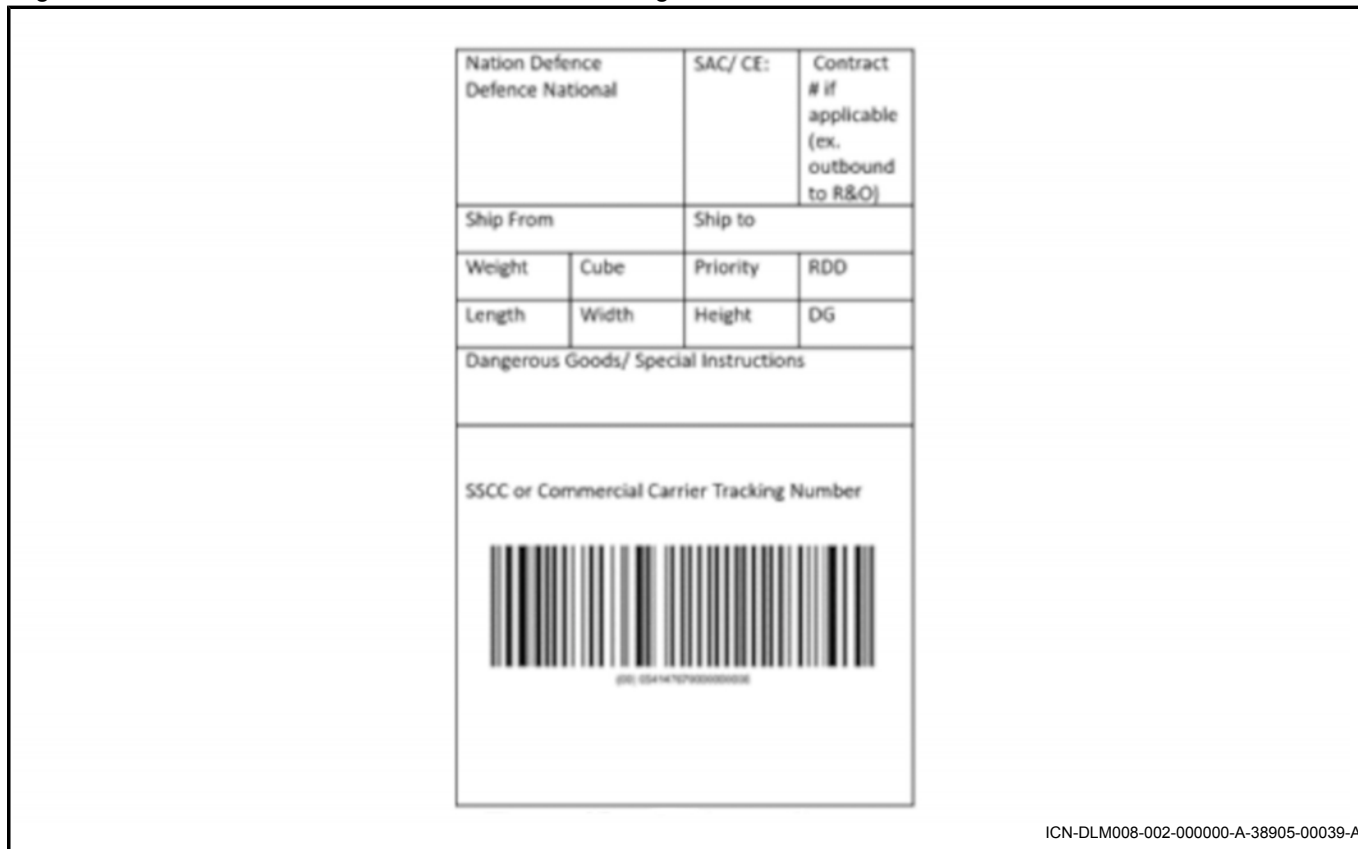 Nation Defence
Defence National
SAC/ CE:
Contract
# if
applicable
(ex.
outbound
to R&O)
Ship From
Ship to
Weight
Cube
Priority
RDD
Length
Width
Height
DG
Dangerous Goods/ Special Instructions
SSCC or Commercial Carrier Tracking Number
ICN-DLM008-002-000000-A-38905-00039-A